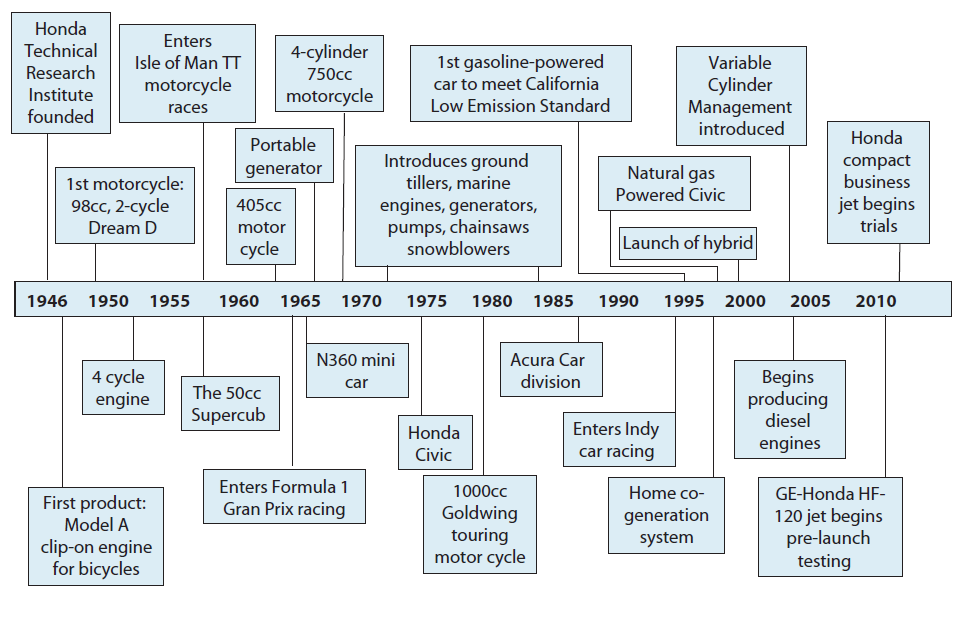 Honda
Technical
Research
Institute
founded
Enters
Isle of Man TT
motorcycle
races
4-cylinder
750cc
motorcycle
1st gasoline-powered
car to meet California
Low Emission Standard
Variable
Cylinder
Management
introduced
Honda
compact
business
jet begins
trials
1st motorcycle:
98cc, 2-cycle
Dream D
Portable
generator
405cc
motor
cycle
Introduces ground
tillers, marine
engines, generators,
pumps, chainsaws
snowblowers
Natural gas
Powered Civic
Launch of hybrid
1946 1950 1955 1960 1965 1970 1975 1980 1985 1990 1995 2000 2005 2010
4 cycle
engine
The 50cc
Supercub
N360 mini
car
Honda
Civic
Acura Car
division
Enters Indy
car racing
Begins
producing
diesel
engines
First product:
Model A
clip-on engine
for bicycles
Enters Formula 1
Gran Prix racing
1000cc
Goldwing
touring
motor cycle
Home co-
generation
system
GE-Honda HF-
120 jet begins
pre-launch
testing